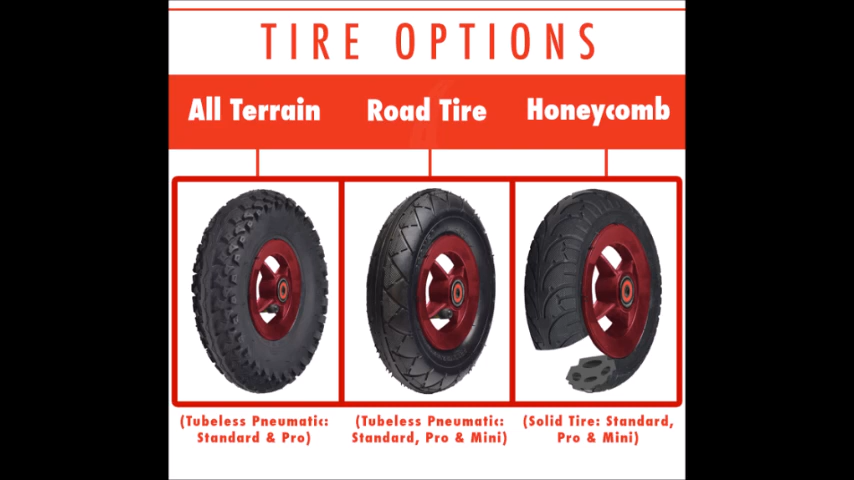 TIRE OPTIONS
All Terrain
Road Tire
Honeycomb
(Tubeless Pneumatic:
Standard & Pro)
(Tubeless Pneumatic:
Standard, Pro & Mini)
(Solid Tire: Standard,
Pro & Mini)